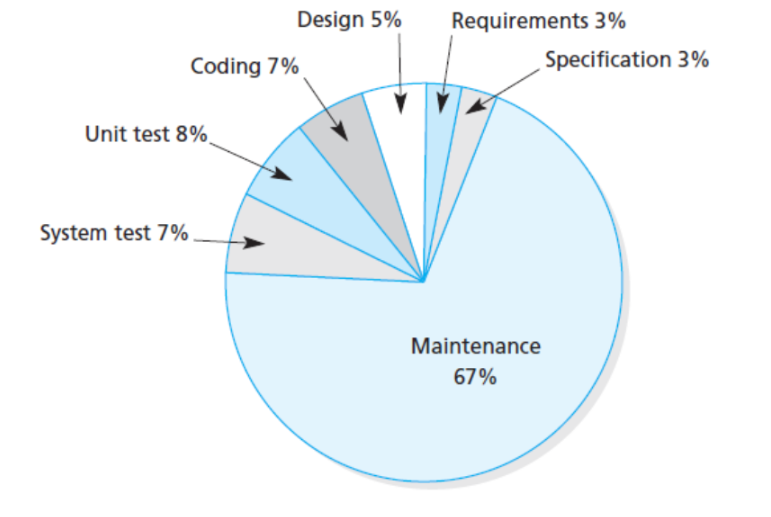 Design 5%
Requirements 3%
Coding 7%
Specification 3%
Unit test 8%
System test 7%
Maintenance
67%